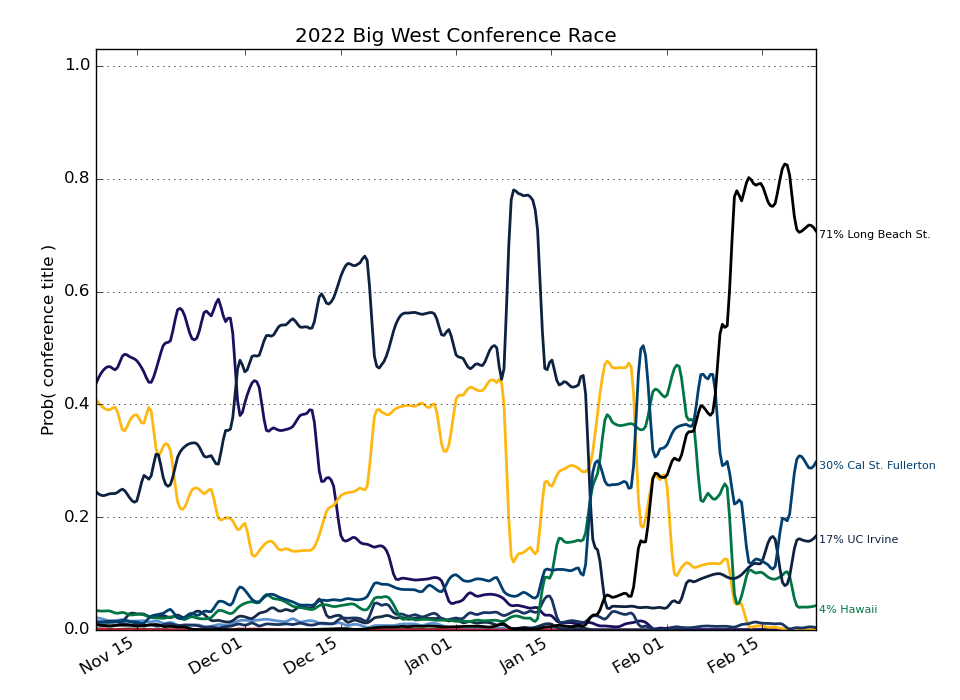 2022 Big West Conference Race
Prob( conference title )
1.0
0.8
0.6
0.4
0.2
0.0
71% Long Beach St.
30% Cal St. Fullerton
17% UC Irvine
4% Hawaii
Nov 15
Dec 01
Dec 15
Jan 01
Jan 15
Feb 01
Feb 15